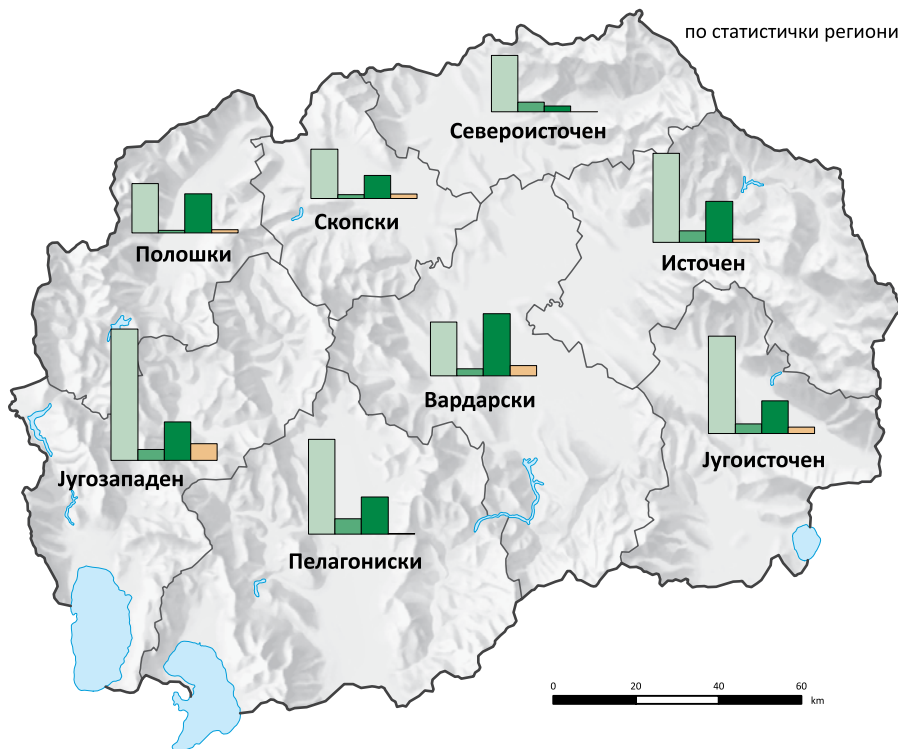 по статистички региони
Североисточен
Скопски
Полошки
Источен
Вардарски
Југозападен
Југоисточен
Пелагониски
0 20 40 60
km